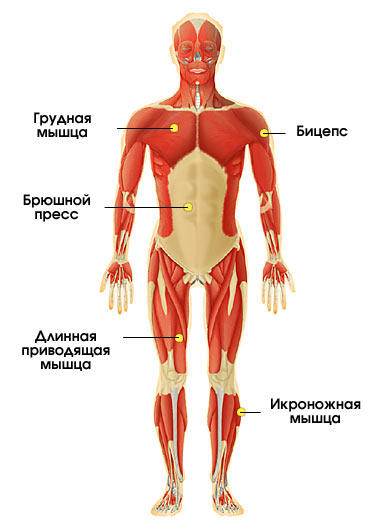 Грудная
мышца
Бицепс
Брюшной
пресс
Длинная
приводящая
мышца
Икроножная
мышца